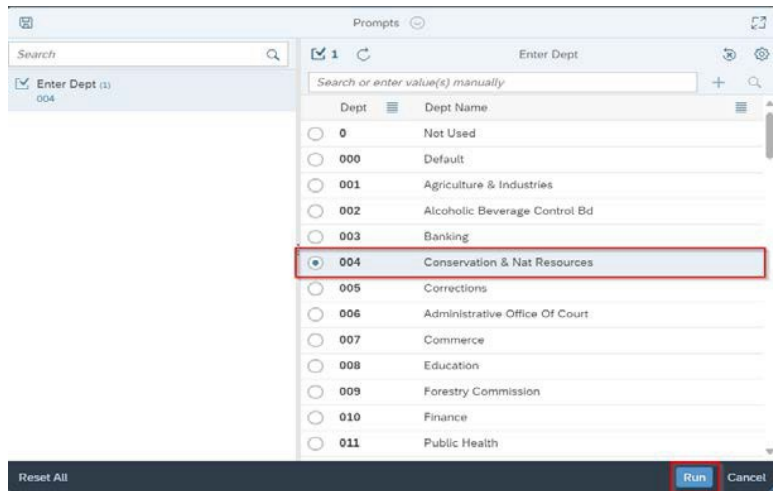 Prompts
Search
Enter Dept (1)
004
1
Enter Dept
Search or enter value(s) manually
Dept Dept Name
0 Not Used
000 Default
001 Agriculture & Industries
002 Alcoholic Beverage Control Bd
003 Banking
004 Conservation & Nat Resources
005 Corrections
006 Administrative Office Of Court
007 Commerce
008 Education
009 Forestry Commission
010 Finance
011 Public Health
Reset All Run Cancel